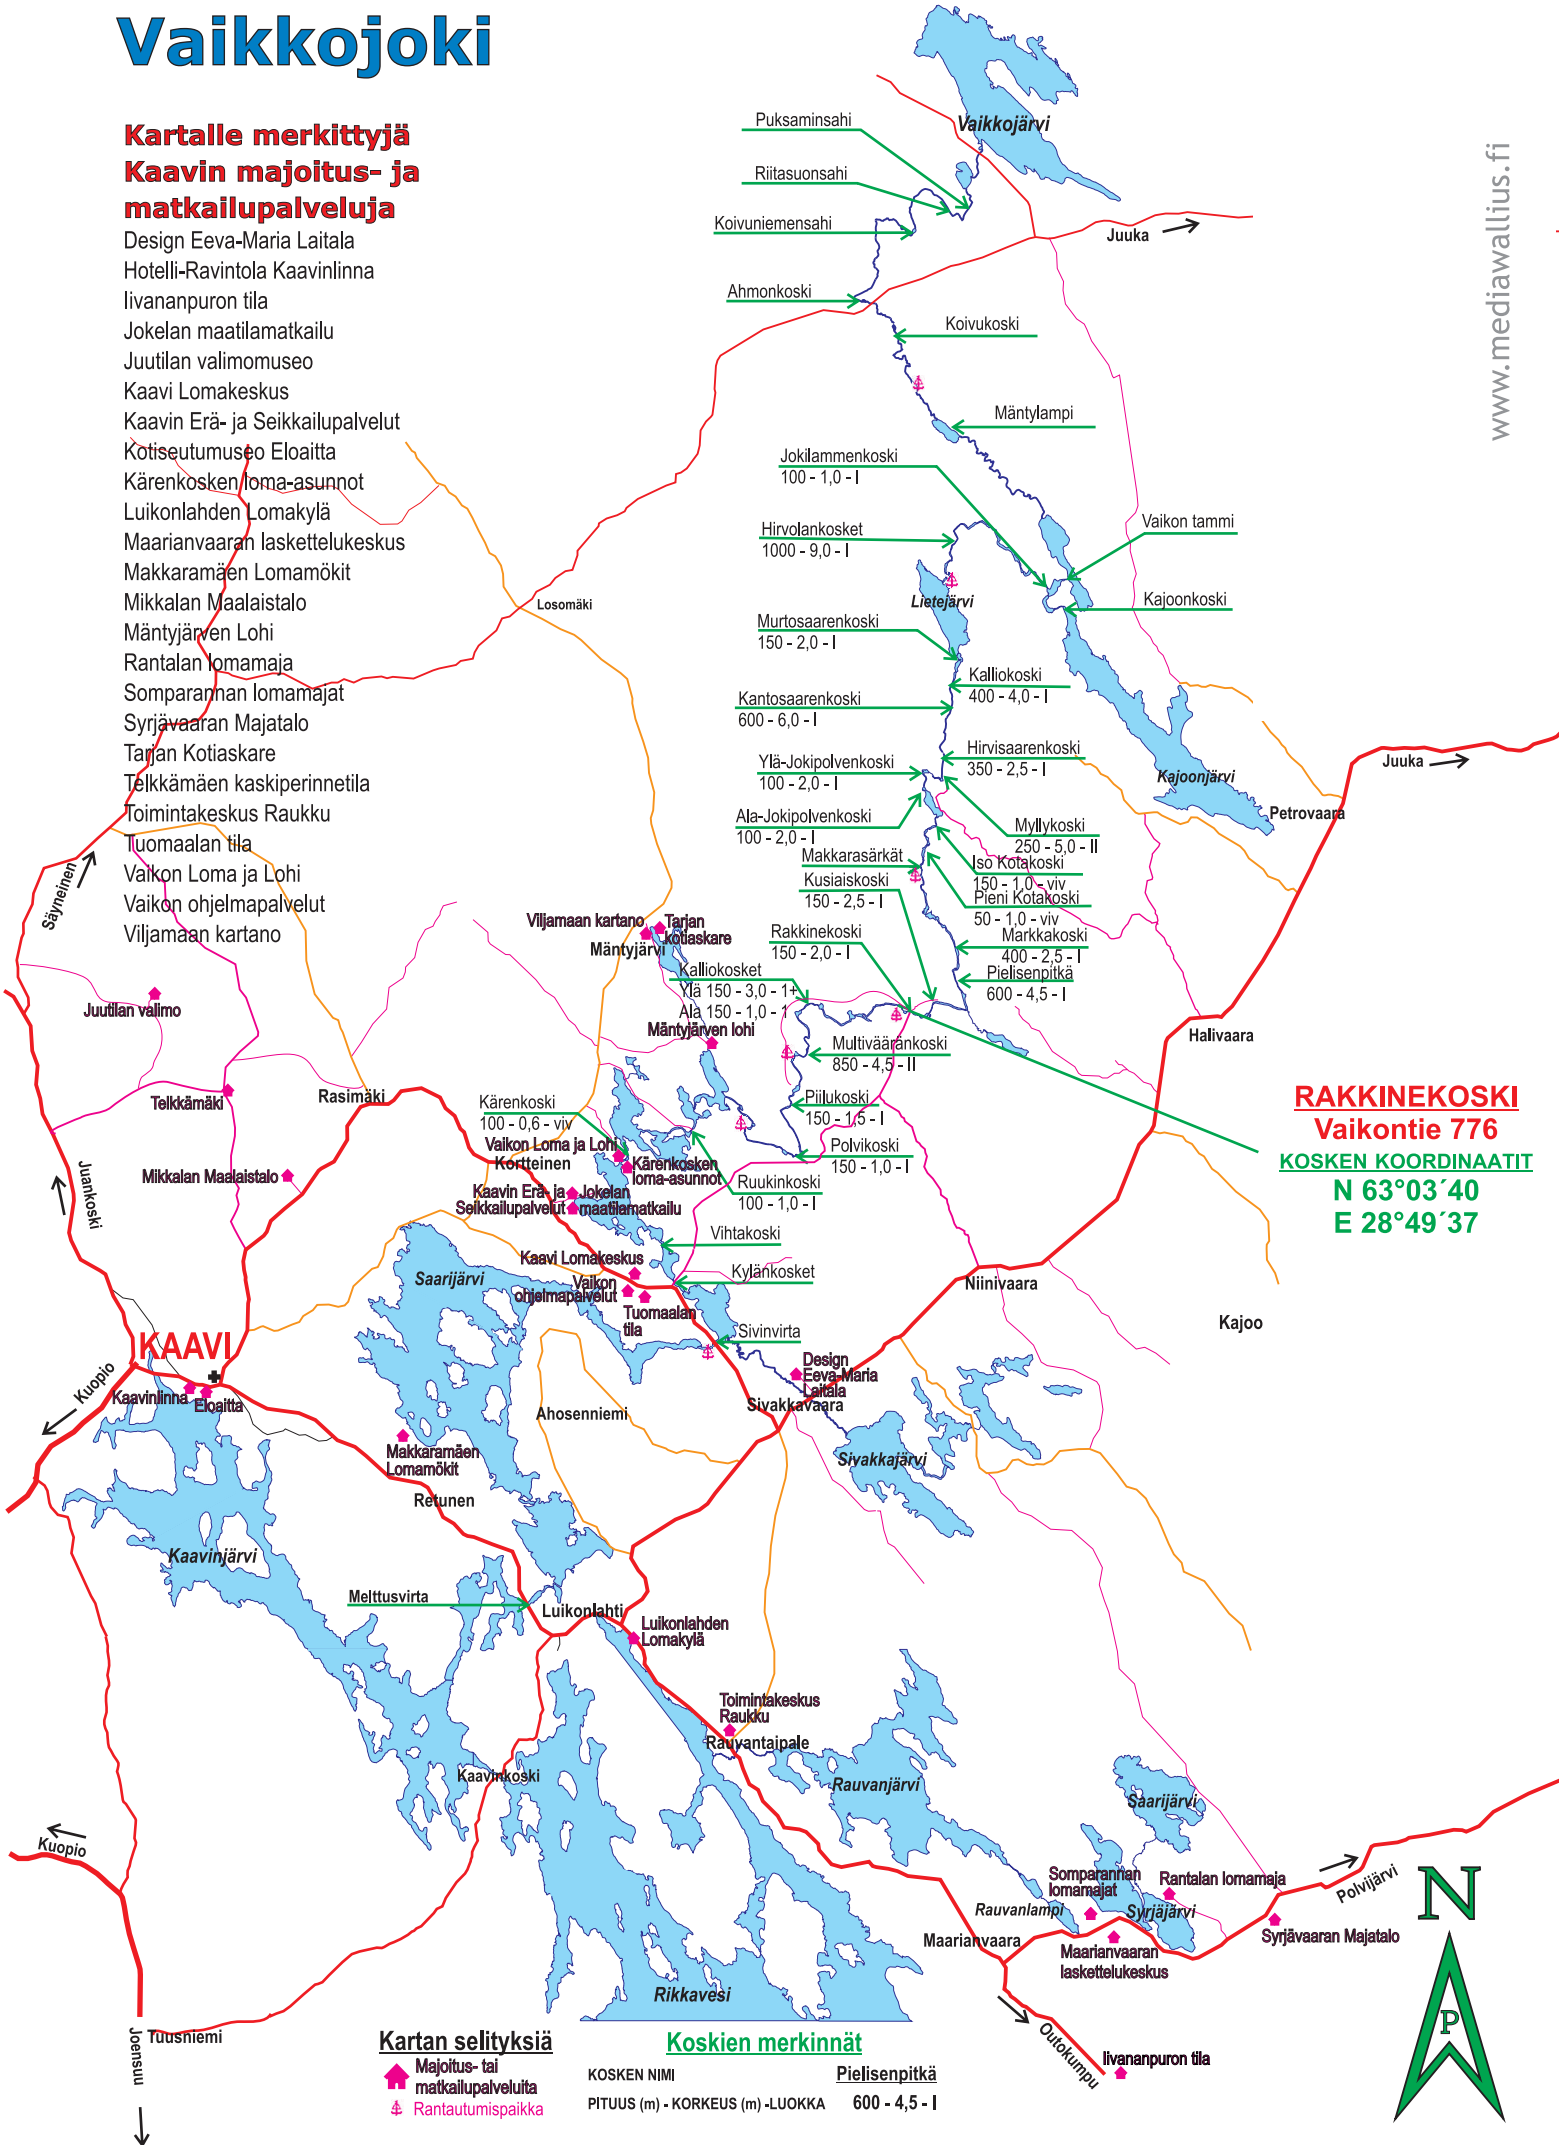 Vaikkojoki
Kartalle merkittyjä
Kaavin majoitus- ja
matkailupalveluja
Design Eeva-Maria Laitala
Hotelli-Ravintola Kaavinlinna
Iivananpuron tila
Jokelan maatilamatkailu
Juutilan valimomuseo
Kaavi Lomakeskus
Kaavin Erä- ja Seikkailupalvelut
Kotiseutumuseo Eloaitta
Kärenkosken loma-asunnot
Luikonlahden Lomakylä
Maarianvaaran laskettelukeskus
Makkaramäen Lomamökit
Mikkalan Maalaistalo
Mäntyjärven Lohi
Rantalan lomamaja
Somparannan lomamajat
Syrjävaaran Majatalo
Tarjan Kotiaskare
Telkkämäen kaskiperinnetila
Toimintakeskus Raukku
Tuomaalan tila
Vaikon Loma ja Lohi
Vaikon ohjelmapalvelut
Viljamaan kartano
www.mediawallius.fi
Vaikkojärvi
Puksaminsahi
Riitasuonsahi
Koivuniemensahi
Juuka
Ahmonkoski
Koivukoski
Mäntylampi
Jokilammenkoski
100 - 1,0 - I
Vaikon tammi
Hirvolankosket
1000 - 9,0 - I
Lietejärvi
Kajoonkoski
Losomäki
Murtosaarenkoski
150 - 2,0 - I
Kalliokoski
400 - 4,0 - I
Kantosaarenkoski
600 - 6,0 - I
Hirvisaarenkoski
350 - 2,5 - I
Ylä-Jokipolvenkoski
100 - 2,0 - I
Kajoonjärvi
Juuka
Petrovaara
Ala-Jokipolvenkoski
100 - 2,0 - I
Myllykoski
250 - 5,0 - II
Makkarasärkät
Iso Kotakoski
150 - 1,0 - viv
Kusiaiskoski
150 - 2,5 - I
Pieni Kotakoski
50 - 1,0 - viv
Säyneinen
Viljamaan kartano
Tarjan
kotiaskare
Mäntyjärvi
Rakkinekoski
150 - 2,0 - I
Markkakoski
400 - 2,5 - I
Kalliokosket
Ylä 150 - 3,0 - 1+
Ala 150 - 1,0 - 1
Pielisenpitkä
600 - 4,5 - I
Juutilan valimo
Mäntyjärven lohi
Multivääränkoski
850 - 4,5 - II
Halivaara
Telkkämäki
Rasimäki
Kärenkoski
100 - 0,6 - viv
Piilukoski
150 - 1,5 - I
RAKKINEKOSKI
Vaikontie 776
KOSKEN KOORDINAATIT
N 63°03´40
E 28°49´37
Vaikon Loma ja Lohi
Kortteinen
Kärenkosken
loma-asunnot
Polvikoski
150 - 1,0 - I
Mikkalan Maalaistalo
Juankoski
Kaavin Erä- ja
Seikkailupalvelut
Jokelan
maatilamatkailu
Ruukinkoski
100 - 1,0 - I
Vihtakoski
Kaavi Lomakeskus
Saarijärvi
Vaikon
ohjelmapalvelut
Kylänkosket
Niinivaara
Tuomaalan
tila
Kajoo
Sivinvirta
KAAVI
Kuopio
Kaavinlinna
Eloaitta
Design
Eeva-Maria
Laitala
Sivakkavaara
Ahosenniemi
Makkaramäen
Lomamökit
Sivakkajärvi
Retunen
Kaavinjärvi
Melttusvirta
Luikonlahti
Luikonlahden
Lomakylä
Toimintakeskus
Raukku
Rauvantaipale
Kaavinkoski
Rauvanjärvi
Saarijärvi
Kuopio
Somparannan
lomamajat
Rantalan lomamaja
Polvijärvi
Rauvanlampi
Syrjäjärvi
Maarianvaara
Syrjävaaran Majatalo
Maarianvaaran
laskettelukeskus
Rikkavesi
Tuusniemi
Joensuu
Outokumpu
Iivananpuron tila
N
P
Kartan selityksiä
Majoitus- tai
matkailupalveluita
Rantautumispaikka
Koskien merkinnät
KOSKEN NIMI Pielisenpitkä
PITUUS (m) - KORKEUS (m) -LUOKKA 600 - 4,5 - I